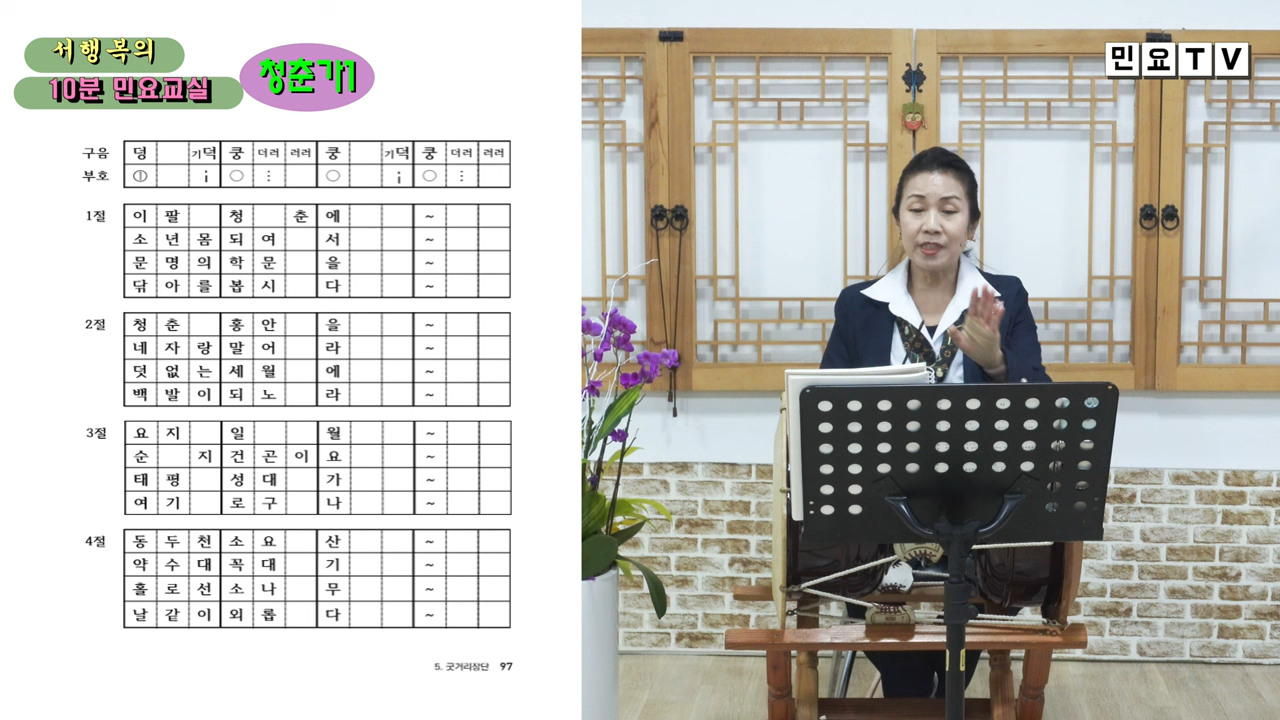 서행복의
10분 민요교실
청춘가1
민요TV
구음 덩 기덕 쿵 더러 러러 쿵 기덕 쿵 더러 러러
부호 ⦶ ¡ ○ ⋮ ○ ¡ ○ ⋮
1절 이 팔 청 춘 에 ~
소 년 몸 되 여 서 ~
문 명 의 학 문 을 ~
닦 아 를 봅 시 다 ~
2절 청 춘 홍 안 을 ~
네 자 랑 말 어 라 ~
덧 없 는 세 월 에 ~
백 발 이 되 노 라 ~
3절 요 지 일 월 ~
순 지 건 곤 이 요 ~
태 평 성 대 가 ~
여 기 로 구 나 ~
4절 동 두 천 소 요 산 ~
약 수 대 꼭 대 기 ~
홀 로 선 소 나 무 ~
날 같 이 외 롭 다 ~
5. 굿거리장단 97